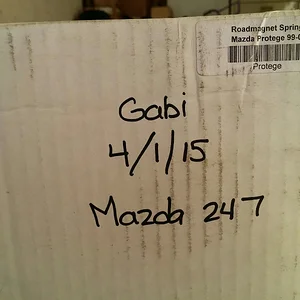 Roadmagnet Spring
Mazda Protege 99-0
Protege
Gabi
4/1/15
Mazda 247